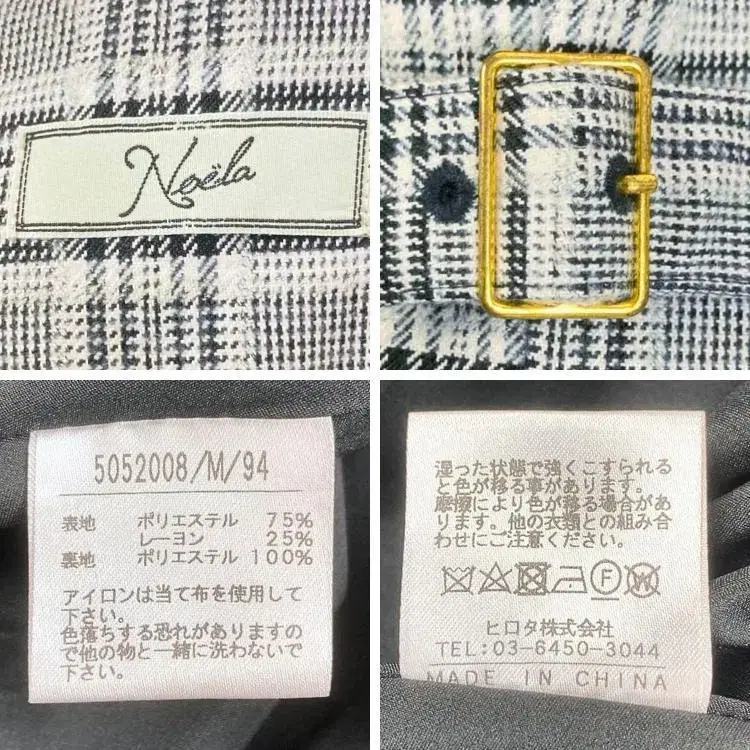 Noëla
5052008/M/94
表地 ポリエステル 75%
レーヨン 25%
裏地 ポリエステル 100%
アイロンは当て布を使用して
下さい。
色落ちする恐れがありますの
で他の物と一緒に洗わないで
下さい。
湿った状態で強くこすられる
と色が移る事があります。
摩擦により色が移る場合があ
ります。他の衣類との組み合
わせにご注意ください。
F W
ヒロタ株式会社
TEL:03-6450-3044
MADE IN CHINA